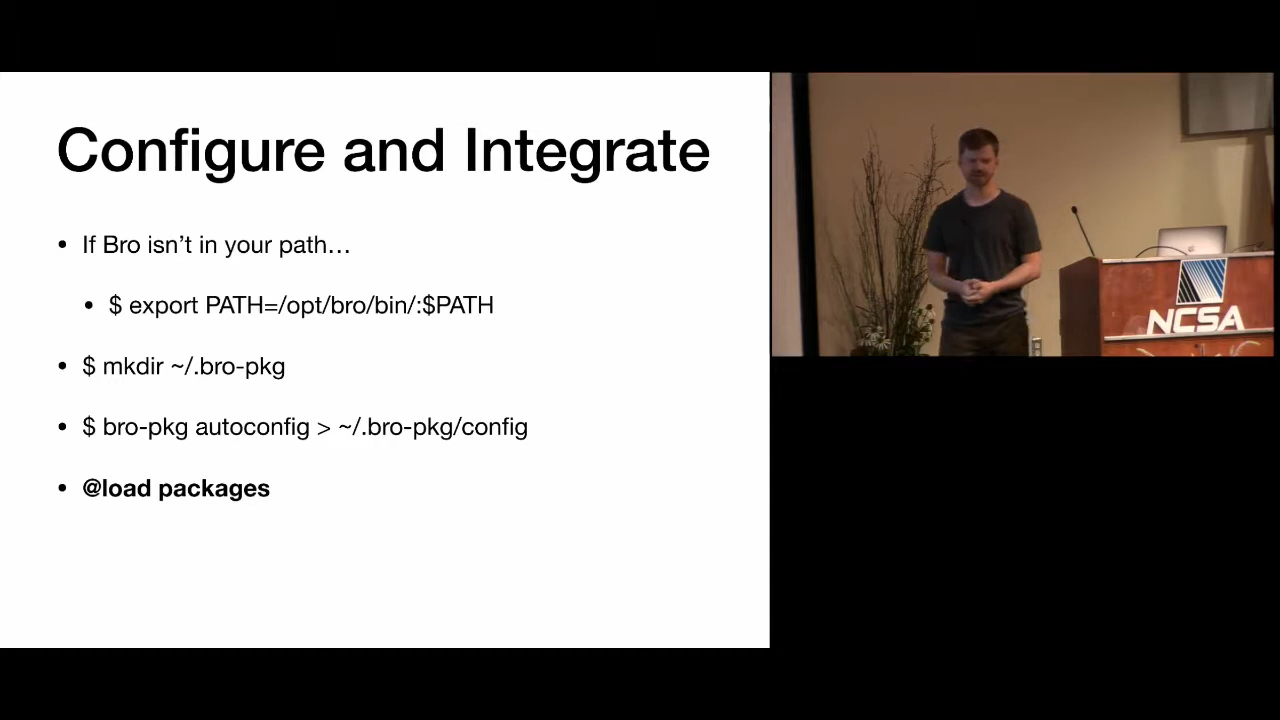 Configure and Integrate
• If Bro isn’t in your path…
• $ export PATH=/opt/bro/bin/:$PATH
• $ mkdir ~/.bro-pkg
• $ bro-pkg autoconfig > ~/.bro-pkg/config
• @load packages
NCSA